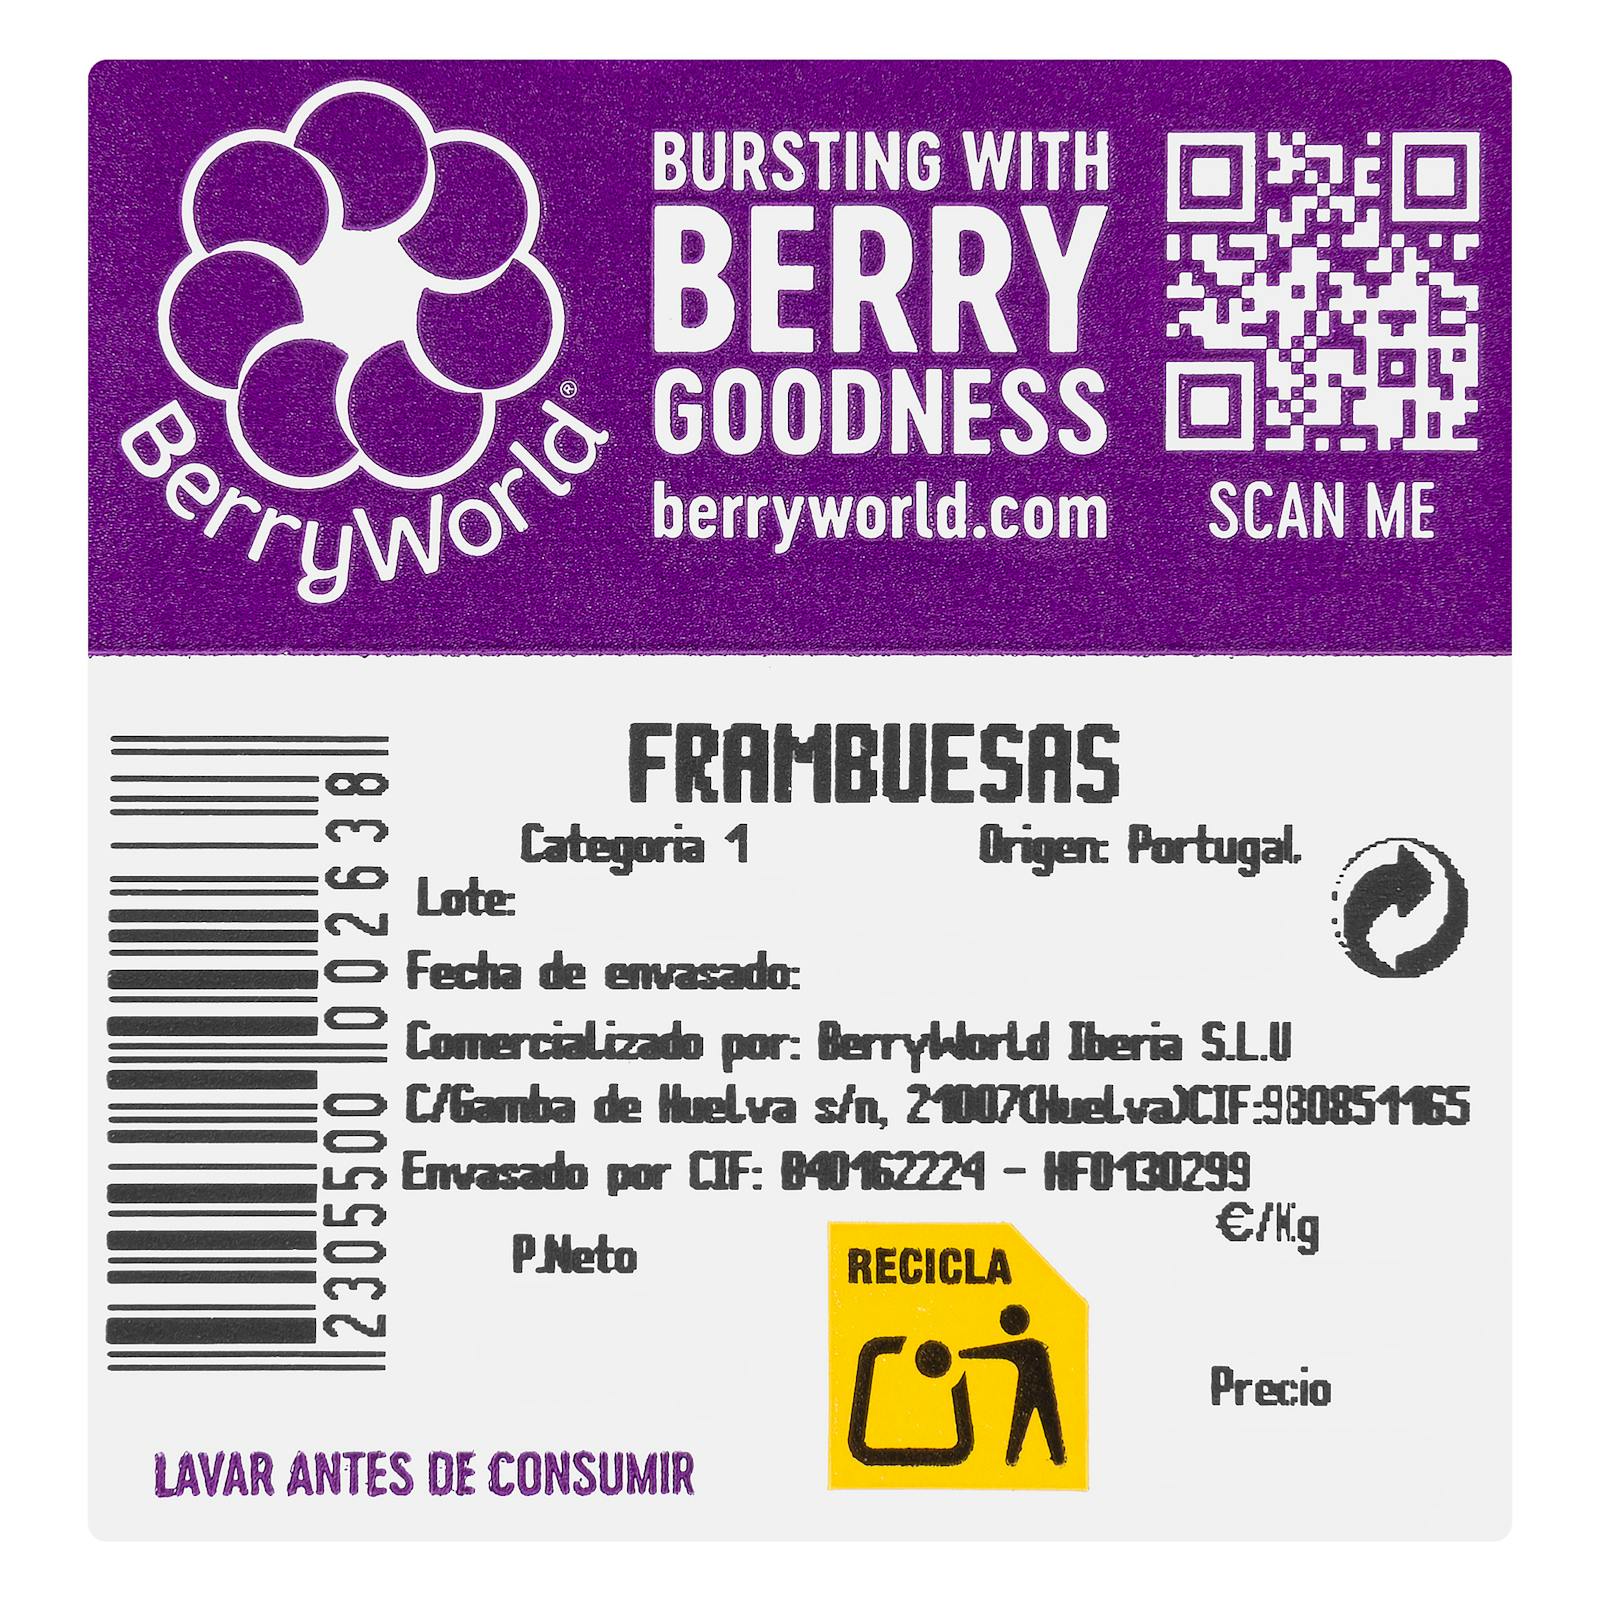 BerryWorld®
BURSTING WITH
BERRY
GOODNESS
berryworld.com
SCAN ME
FRAMBUESAS
Categoria 1
Origen: Portugal.
Lote:
Fecha de envasado:
Comercializado por: BerryWorld Iberia S.L.U
C/Gamba de Huelva s/n, 21007(Huelva)CIF:
Envasado por CIF: B40162224 - HF0130299
€/Kg
P.Neto
RECICLA
Precio
LAVAR ANTES DE CONSUMIR
2305500002638